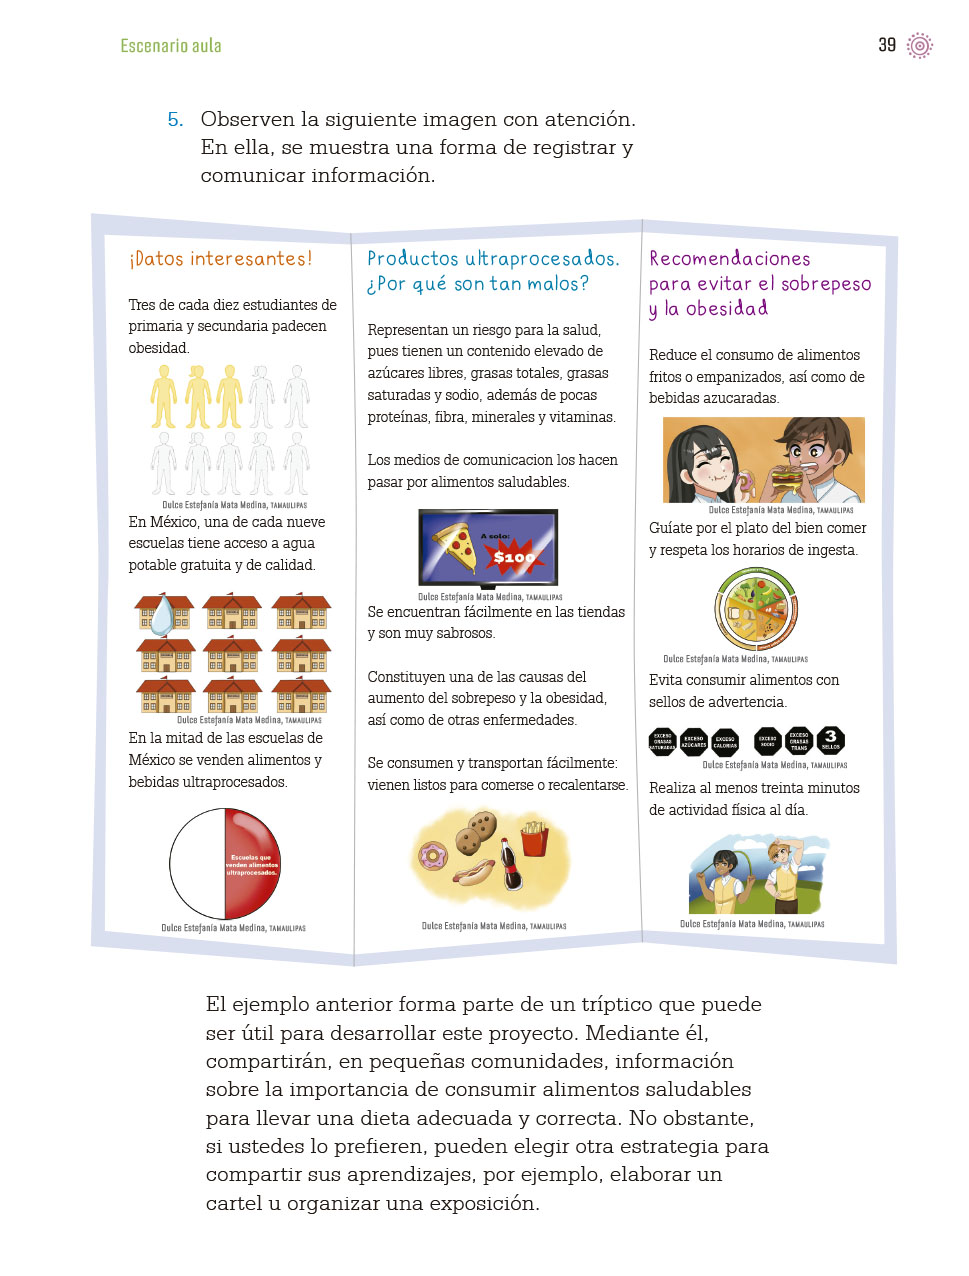 Escenario aula
39
5. Observen la siguiente imagen con atención.
En ella, se muestra una forma de registrar y
comunicar información.
¡Datos interesantes!
Tres de cada diez estudiantes de
primaria y secundaria padecen
obesidad.
Dulce Estefanía Mata Medina, TAMAULIPAS
En México, una de cada nueve
escuelas tiene acceso a agua
potable gratuita y de calidad.
Dulce Estefanía Mata Medina, TAMAULIPAS
En la mitad de las escuelas de
México se venden alimentos y
bebidas ultraprocesados.
Escuelas que
venden alimentos
ultraprocesados.
Dulce Estefanía Mata Medina, TAMAULIPAS
Productos ultraprocesados.
¿Por qué son tan malos?
Representan un riesgo para la salud,
pues tienen un contenido elevado de
azúcares libres, grasas totales, grasas
saturadas y sodio, además de pocas
proteínas, fibra, minerales y vitaminas.
Los medios de comunicacion los hacen
pasar por alimentos saludables.
A solo:
$100
Dulce Estefanía Mata Medina, TAMAULIPAS
Se encuentran fácilmente en las tiendas
y son muy sabrosos.
Constituyen una de las causas del
aumento del sobrepeso y la obesidad,
así como de otras enfermedades.
Se consumen y transportan fácilmente:
vienen listos para comerse o recalentarse.
Dulce Estefanía Mata Medina, TAMAULIPAS
Recomendaciones
para evitar el sobrepeso
y la obesidad
Reduce el consumo de alimentos
fritos o empanizados, así como de
bebidas azucaradas.
Dulce Estefanía Mata Medina, TAMAULIPAS
Guíate por el plato del bien comer
y respeta los horarios de ingesta.
Dulce Estefanía Mata Medina, TAMAULIPAS
Evita consumir alimentos con
sellos de advertencia.
EXCESO
GRASAS
SATURADAS
EXCESO
AZÚCARES
EXCESO
CALORÍAS
EXCESO
SODIO
EXCESO
GRASAS
TRANS
3
SELLOS
Dulce Estefanía Mata Medina, TAMAULIPAS
Realiza al menos treinta minutos
de actividad física al día.
Dulce Estefanía Mata Medina, TAMAULIPAS
El ejemplo anterior forma parte de un tríptico que puede
ser útil para desarrollar este proyecto. Mediante él,
compartirán, en pequeñas comunidades, información
sobre la importancia de consumir alimentos saludables
para llevar una dieta adecuada y correcta. No obstante,
si ustedes lo prefieren, pueden elegir otra estrategia para
compartir sus aprendizajes, por ejemplo, elaborar un
cartel u organizar una exposición.